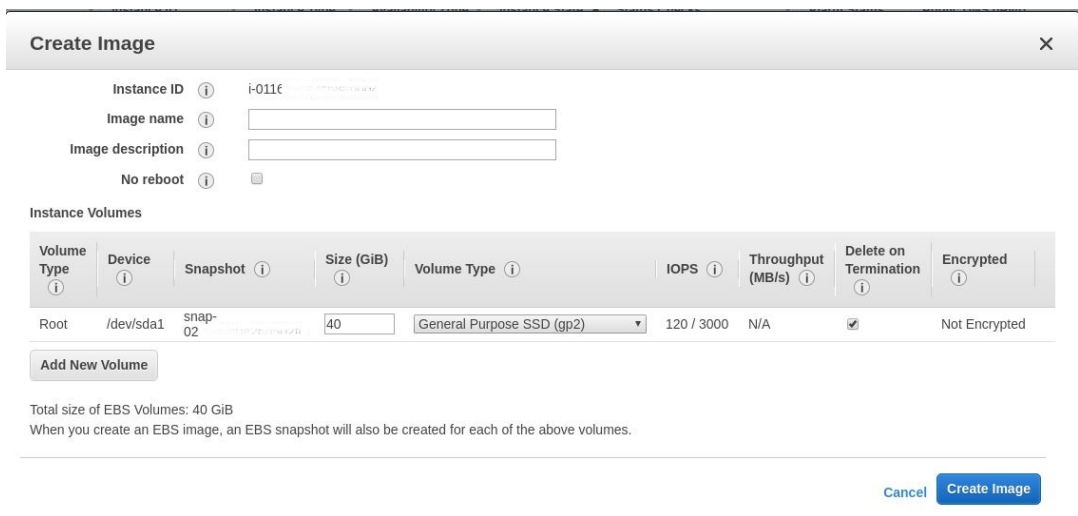 Create Image
Instance ID i-0116
Image name
Image description
No reboot
Instance Volumes
Volume Type Device Snapshot Size (GiB) Volume Type IOPS Throughput (MB/s) Delete on Termination Encrypted
Root /dev/sda1 snap-02 40 General Purpose SSD (gp2) 120 / 3000 N/A Not Encrypted
Add New Volume
Total size of EBS Volumes: 40 GiB
When you create an EBS image, an EBS snapshot will also be created for each of the above volumes.
Cancel Create Image